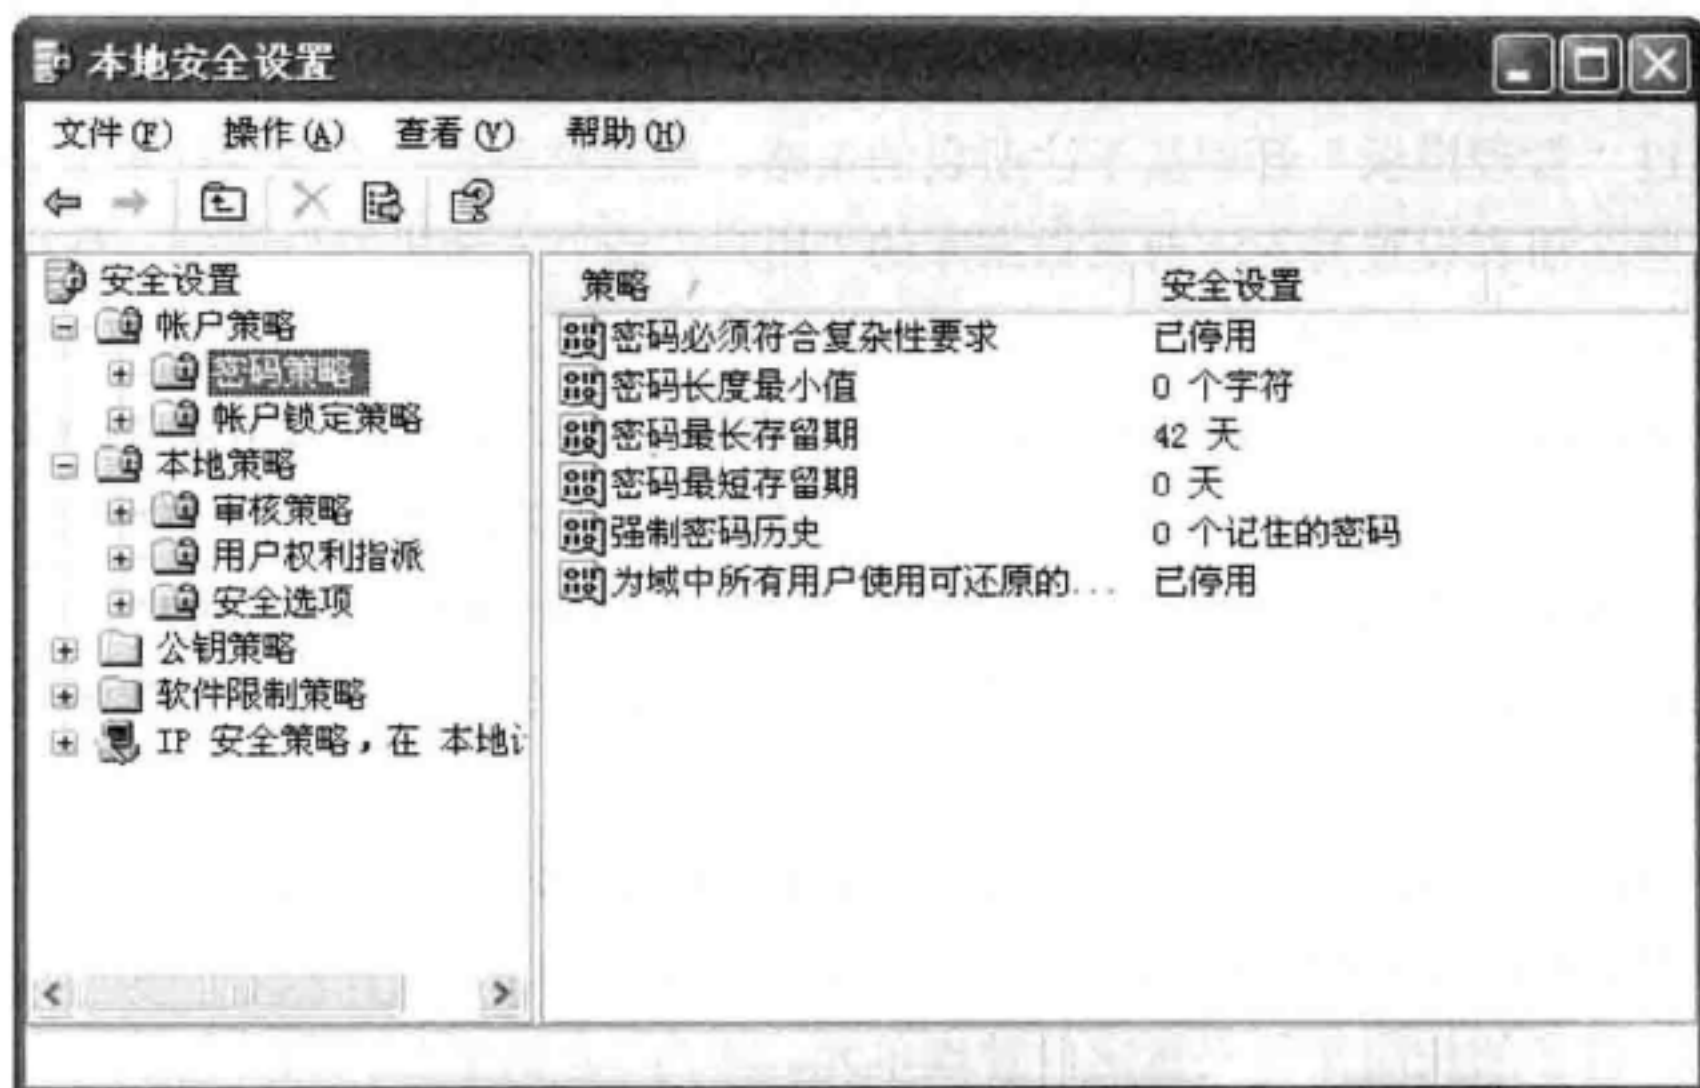 本地安全设置
文件(F) 操作(A) 查看(V) 帮助(H)
安全设置
帐户策略
密码策略
帐户锁定策略
本地策略
审核策略
用户权利指派
安全选项
公钥策略
软件限制策略
IP 安全策略，在 本地
策略 安全设置
密码必须符合复杂性要求 已停用
密码长度最小值 0 个字符
密码最长存留期 42 天
密码最短存留期 0 天
强制密码历史 0 个记住的密码
为域中所有用户使用可还原的... 已停用